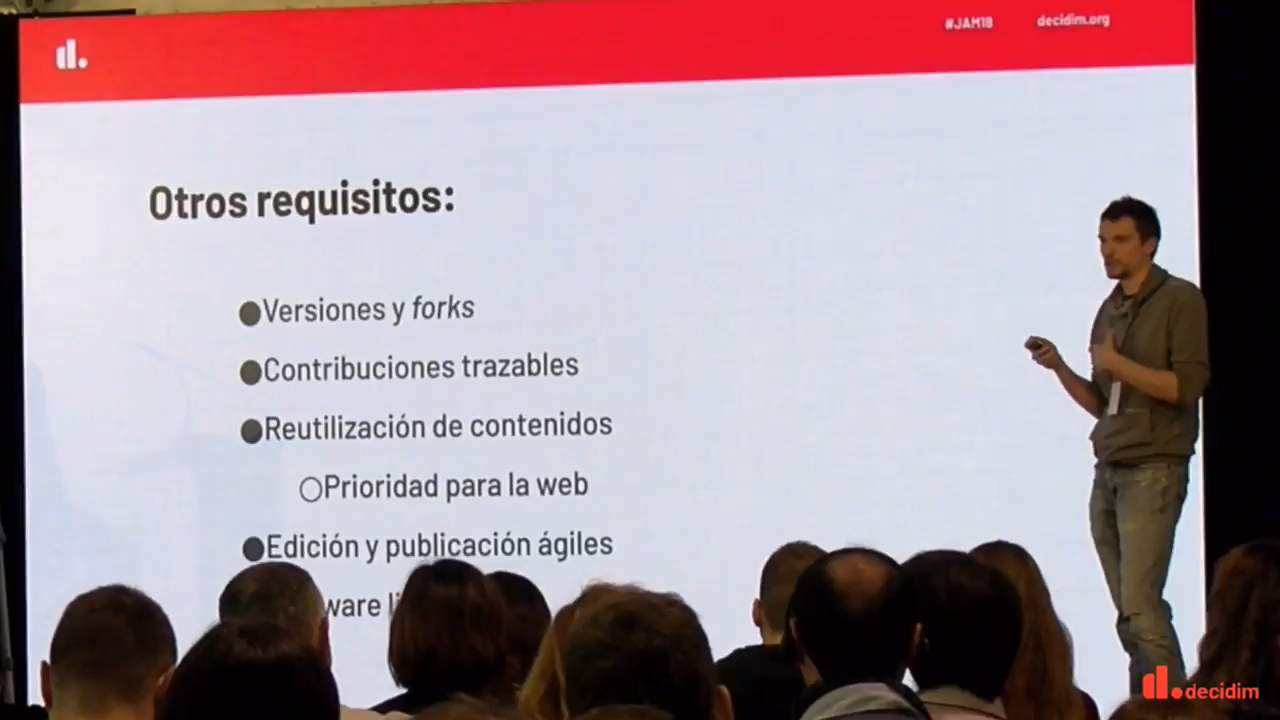 d.
#JAM18 decidim.org
Otros requisitos:
Versiones y forks
Contribuciones trazables
Reutilización de contenidos
Prioridad para la web
Edición y publicación ágiles
d.decidim